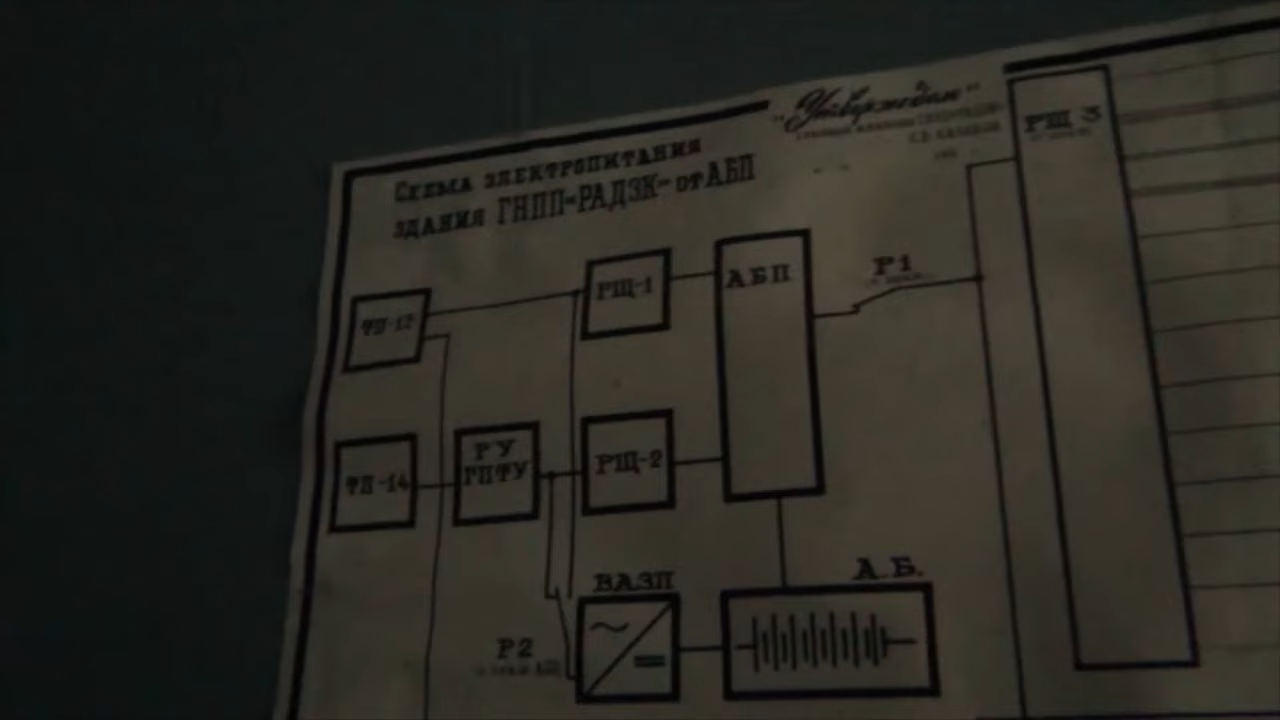 "Утверждаю"
Схема электропитания
здания ГНПП "РАДЭК" от АБП
РЩ 3
РЩ-1
АБП
Р1
ТП-12
РУ
ГПТУ
РЩ-2
ТП-14
ВАЗП
А.Б.
Р2